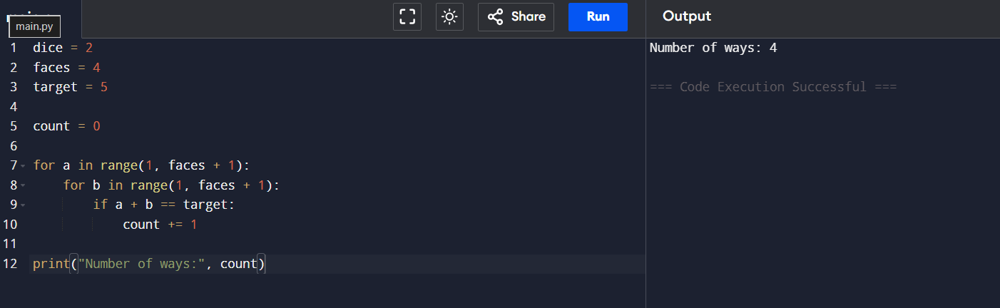 main.py
Share
Run
Output
1 dice = 2
2 faces = 4
3 target = 5
4
5 count = 0
6
7 for a in range(1, faces + 1):
8     for b in range(1, faces + 1):
9         if a + b == target:
10             count += 1
11
12 print("Number of ways:", count)
Number of ways: 4
=== Code Execution Successful ===